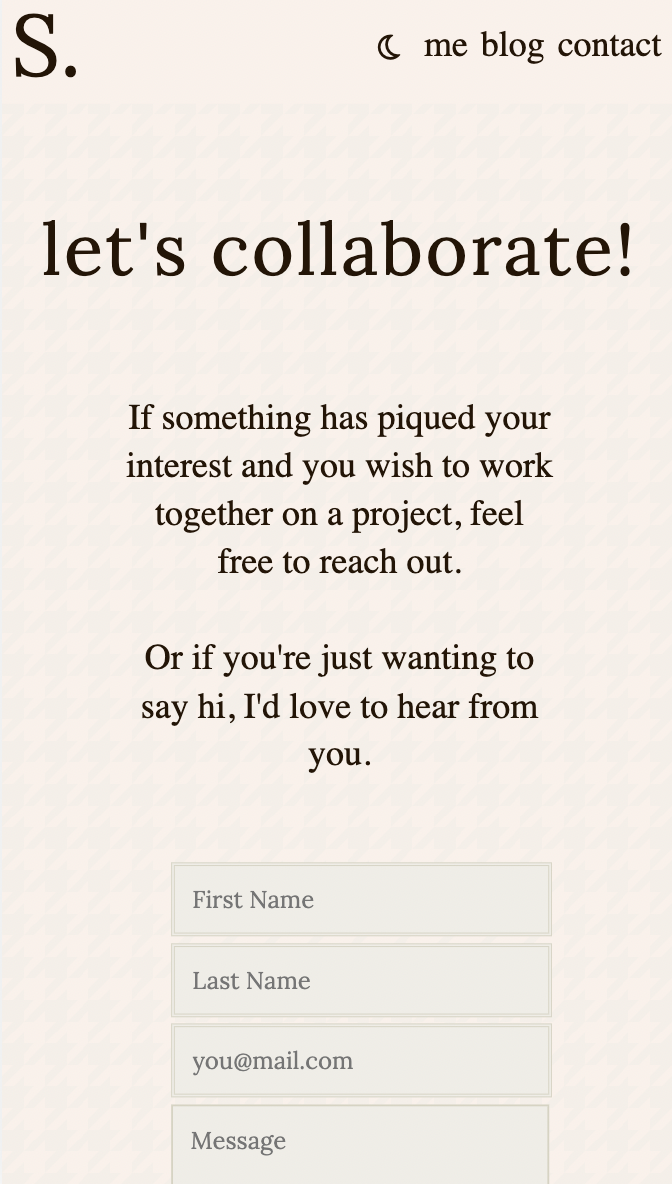 S.
me blog contact
let's collaborate!
If something has piqued your
interest and you wish to work
together on a project, feel
free to reach out.
Or if you're just wanting to
say hi, I'd love to hear from
you.
First Name
Last Name
you@mail.com
Message